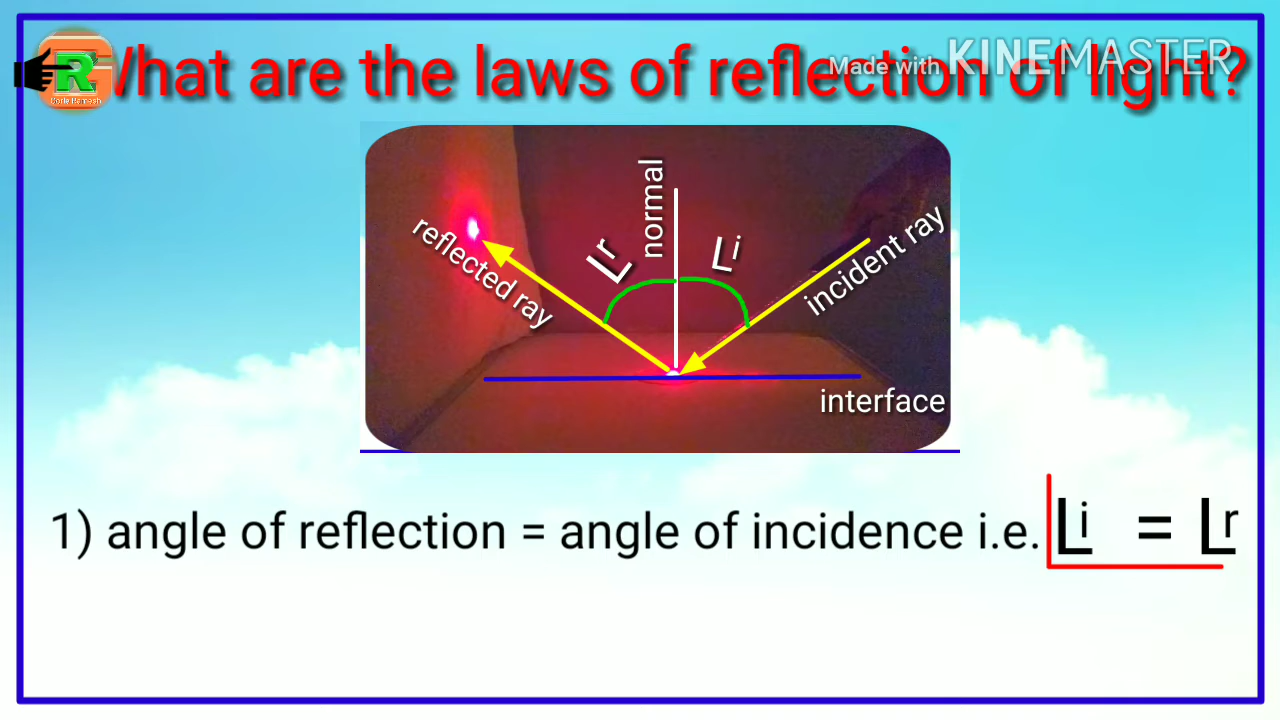 What are the laws of reflection of light?
Made with KINEMASTER
R
normal
Lr
Li
reflected ray
incident ray
interface
1) angle of reflection = angle of incidence i.e. Li = Lr